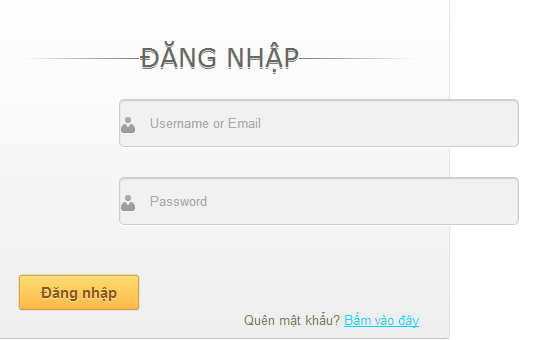 ĐĂNG NHẬP
Username or Email
Password
Đăng nhập
Quên mật khẩu? Bấm vào đây